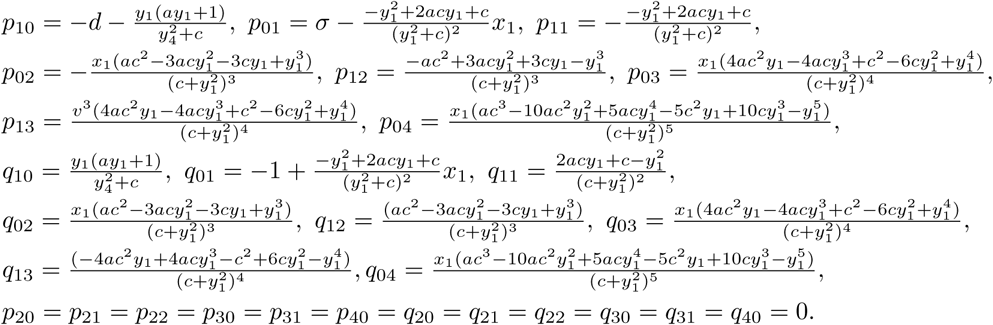 p_{10} = -d - \frac{y_1(ay_1+1)}{y_4^2+c}, p_{01} = \sigma - \frac{-y_1^2+2acy_1+c}{(y_1^2+c)^2}x_1, p_{11} = -\frac{-y_1^2+2acy_1+c}{(y_1^2+c)^2},
p_{02} = -\frac{x_1(ac^2-3acy_1^2-3cy_1+y_1^3)}{(c+y_1^2)^3}, p_{12} = \frac{-ac^2+3acy_1^2+3cy_1-y_1^3}{(c+y_1^2)^3}, p_{03} = \frac{x_1(4ac^2y_1-4acy_1^3+c^2-6cy_1^2+y_1^4)}{(c+y_1^2)^4},
p_{13} = \frac{v^3(4ac^2y_1-4acy_1^3+c^2-6cy_1^2+y_1^4)}{(c+y_1^2)^4}, p_{04} = \frac{x_1(ac^3-10ac^2y_1^2+5acy_1^4-5c^2y_1+10cy_1^3-y_1^5)}{(c+y_1^2)^5},
q_{10} = \frac{y_1(ay_1+1)}{y_4^2+c}, q_{01} = -1 + \frac{-y_1^2+2acy_1+c}{(y_1^2+c)^2}x_1, q_{11} = \frac{2acy_1+c-y_1^2}{(c+y_1^2)^2},
q_{02} = \frac{x_1(ac^2-3acy_1^2-3cy_1+y_1^3)}{(c+y_1^2)^3}, q_{12} = \frac{(ac^2-3acy_1^2-3cy_1+y_1^3)}{(c+y_1^2)^3}, q_{03} = \frac{x_1(4ac^2y_1-4acy_1^3+c^2-6cy_1^2+y_1^4)}{(c+y_1^2)^4},
q_{13} = \frac{(-4ac^2y_1+4acy_1^3-c^2+6cy_1^2-y_1^4)}{(c+y_1^2)^4}, q_{04} = \frac{x_1(ac^3-10ac^2y_1^2+5acy_1^4-5c^2y_1+10cy_1^3-y_1^5)}{(c+y_1^2)^5},
p_{20} = p_{21} = p_{22} = p_{30} = p_{31} = p_{40} = q_{20} = q_{21} = q_{22} = q_{30} = q_{31} = q_{40} = 0.